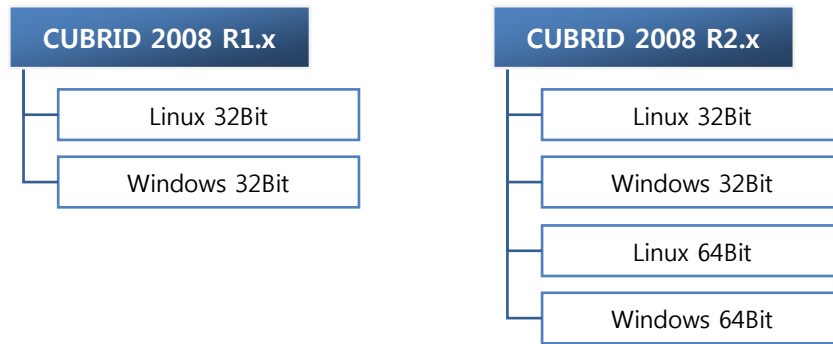 CUBRID 2008 R1.x
Linux 32Bit
Windows 32Bit
CUBRID 2008 R2.x
Linux 32Bit
Windows 32Bit
Linux 64Bit
Windows 64Bit